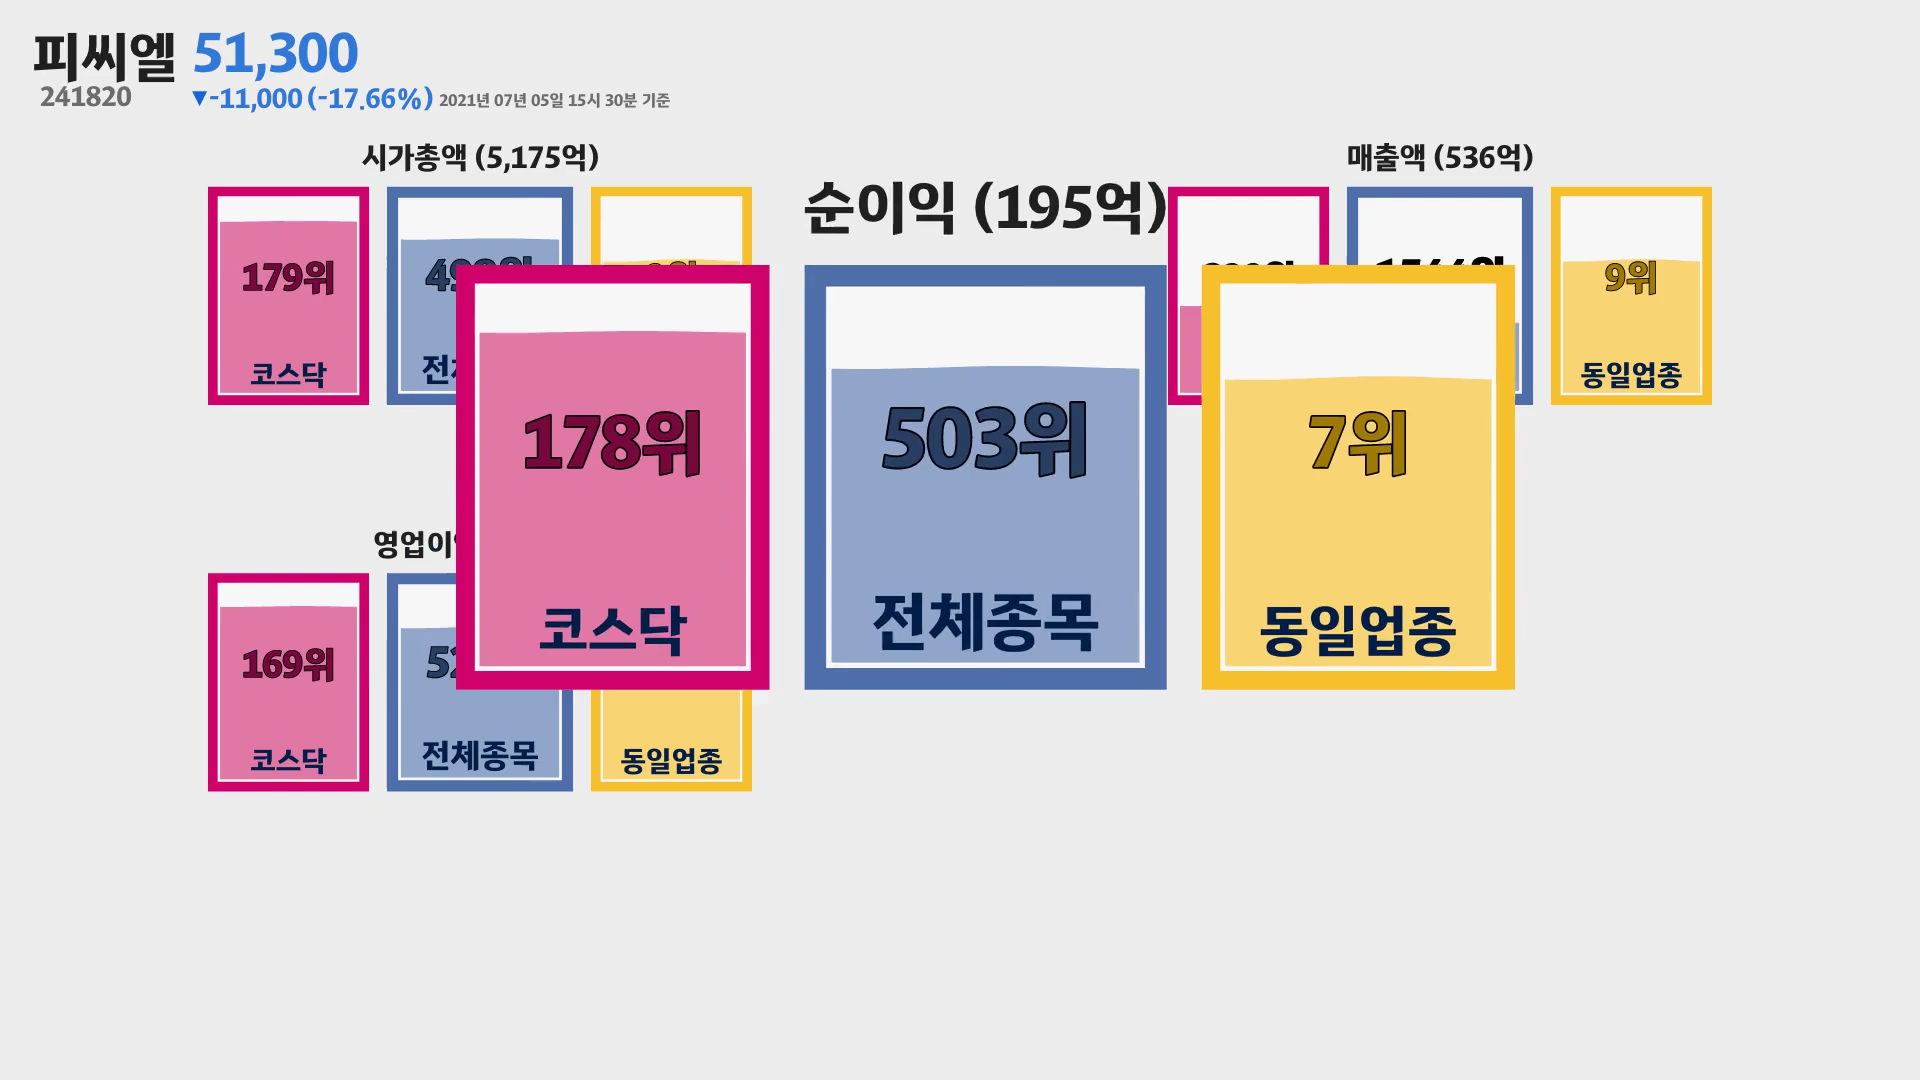 피씨엘 51,300
241820 ▼-11,000 (-17.66%) 2021년 07년 05일 15시 30분 기준
시가총액 (5,175억)
179위
코스닥
매출액 (536억)
9위
동일업종
순이익 (195억)
178위
코스닥
503위
전체종목
7위
동일업종
169위
코스닥
전체종목
동일업종